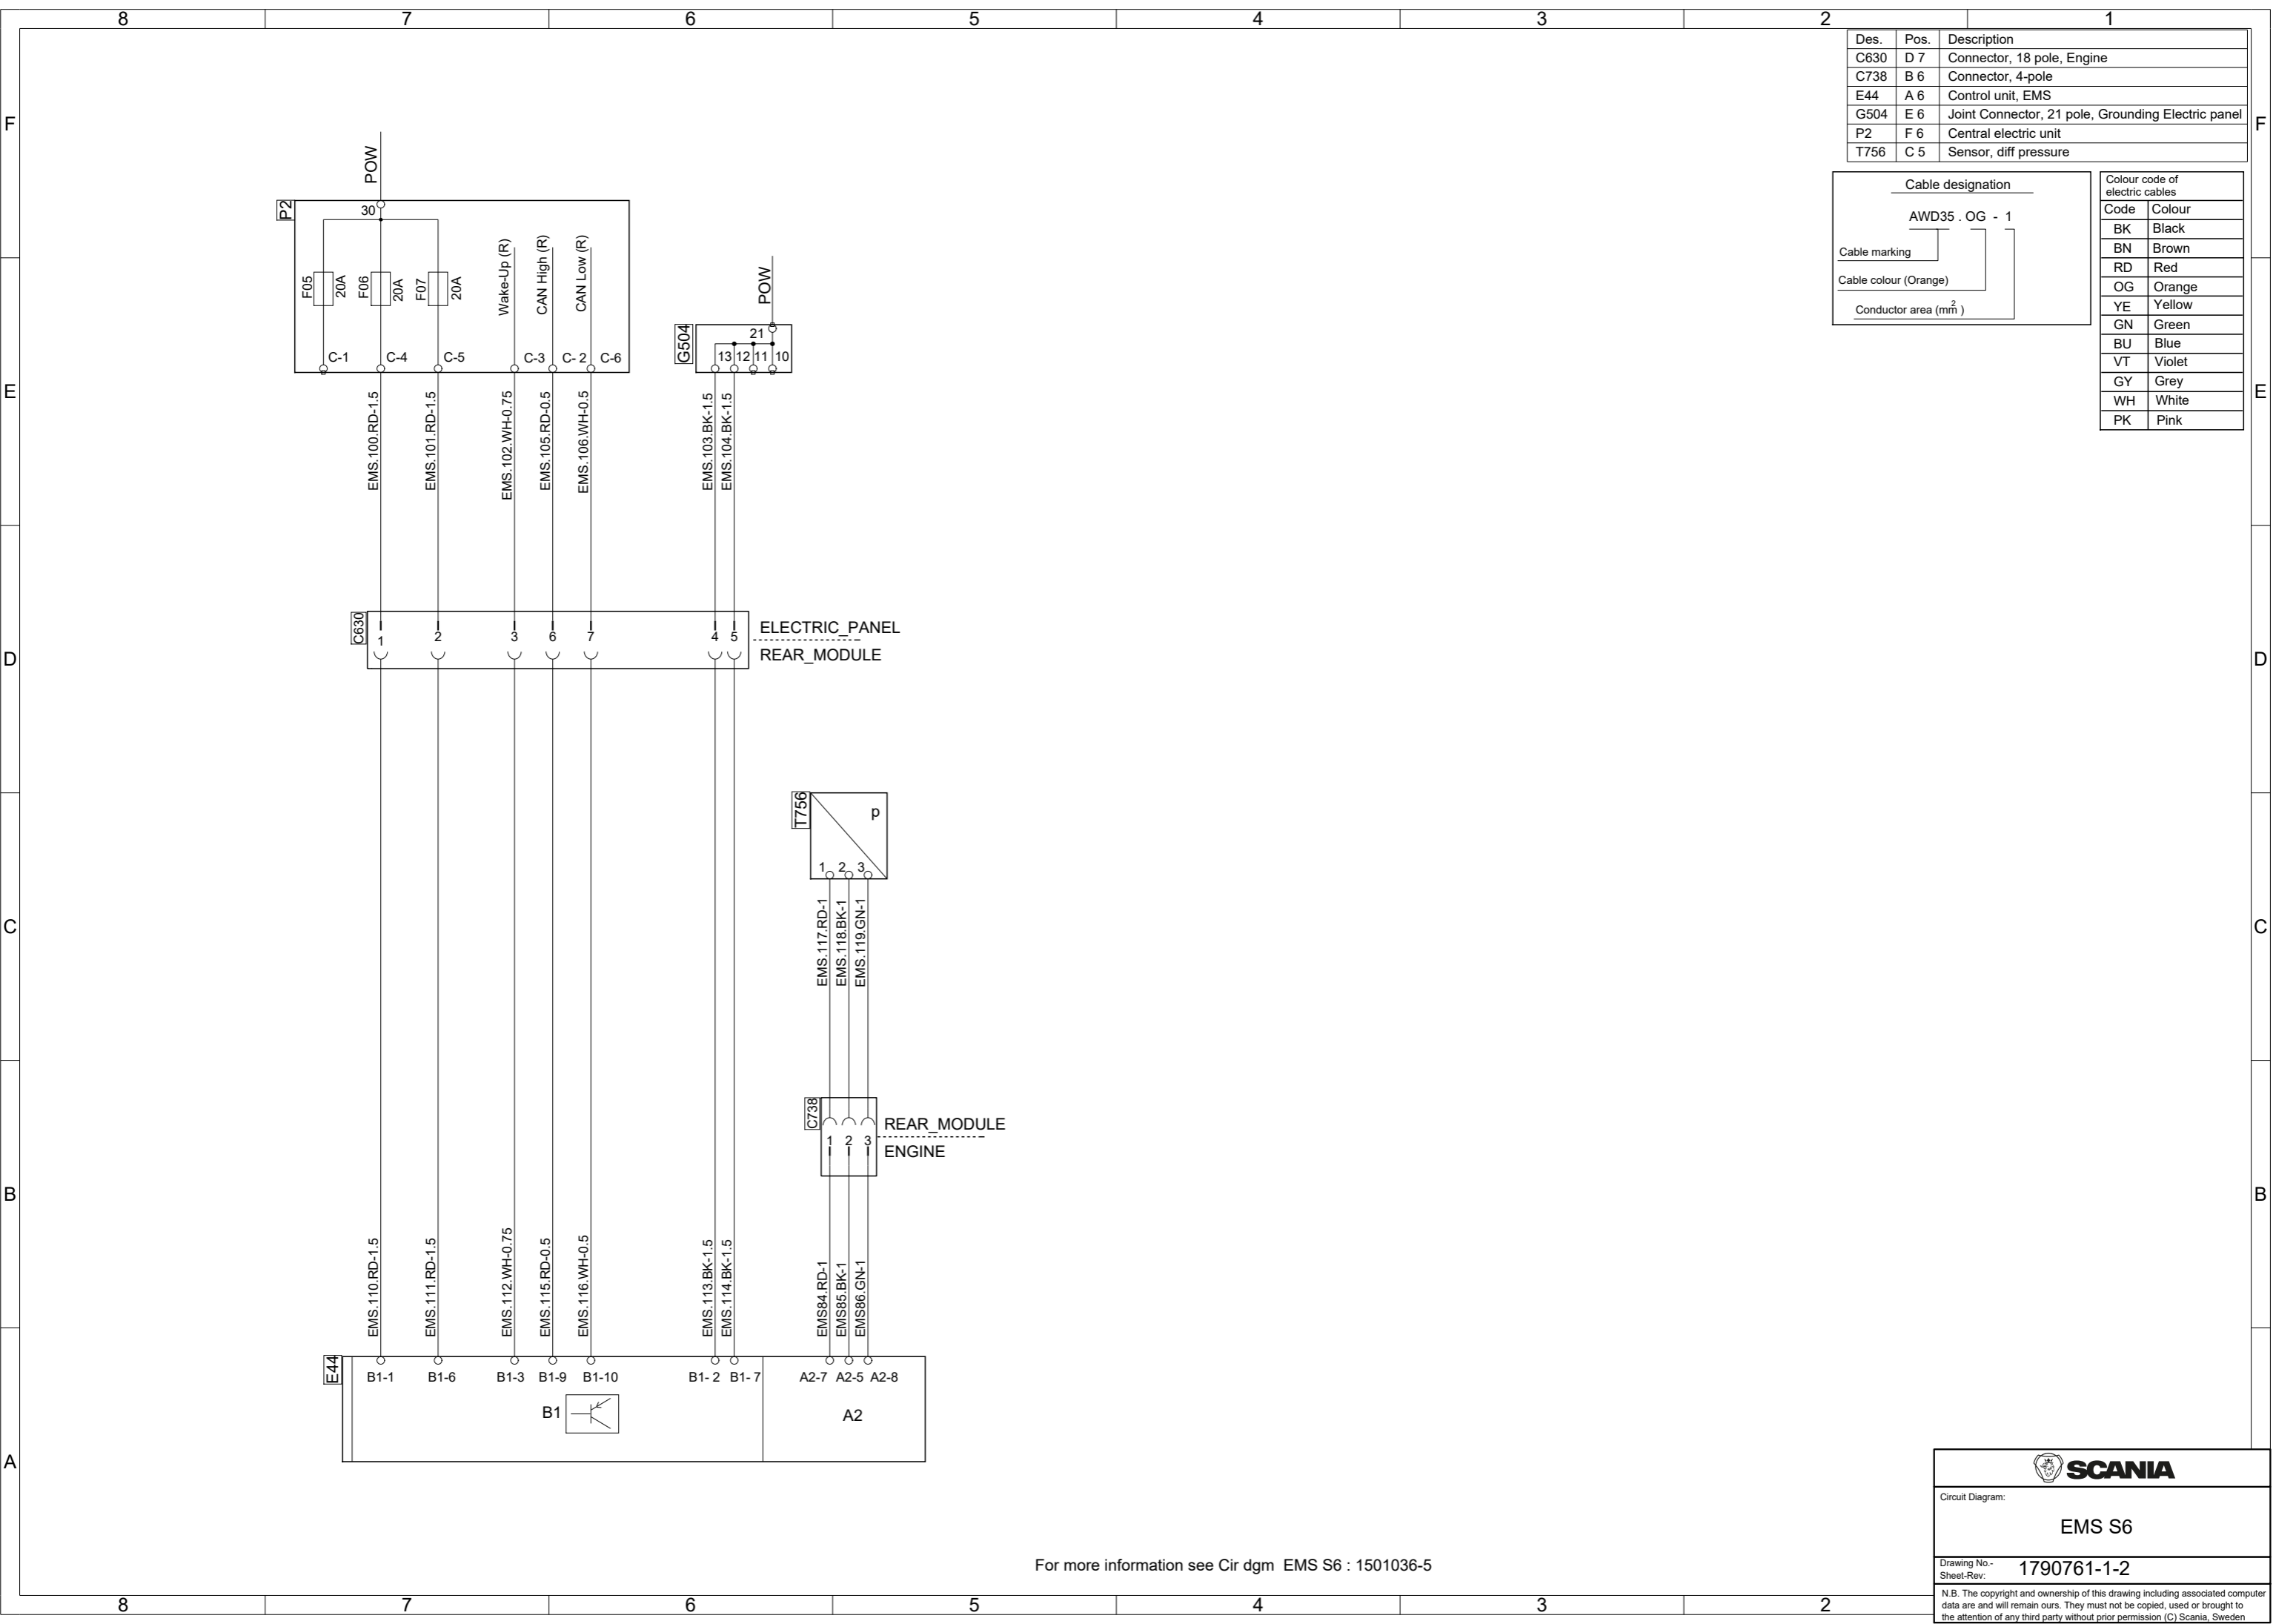 8 7 6 5 4 3 2 1
Des. Pos. Description
C630 D 7 Connector, 18 pole, Engine
C738 B 6 Connector, 4-pole
E44 A 6 Control unit, EMS
G504 E 6 Joint Connector, 21 pole, Grounding Electric panel
P2 F 6 Central electric unit
T756 C 5 Sensor, diff pressure
Cable designation
AWD35 . OG - 1
Cable marking
Cable colour (Orange)
Conductor area (mm2)
Colour code of
electric cables
Code Colour
BK Black
BN Brown
RD Red
OG Orange
YE Yellow
GN Green
BU Blue
VT Violet
GY Grey
WH White
PK Pink
F F
E E
D D
C C
B B
A
POW
P2
30
F05 20A
F06 20A
F07 20A
Wake-Up (R)
CAN High (R)
CAN Low (R)
C-1 C-4 C-5 C-3 C- 2 C-6
POW
G504
21
13 12 11 10
EMS.100.RD-1.5
EMS.101.RD-1.5
EMS.102.WH-0.75
EMS.105.RD-0.5
EMS.106.WH-0.5
EMS.103.BK-1.5
EMS.104.BK-1.5
C630
1 2 3 6 7 4 5
ELECTRIC_PANEL
REAR_MODULE
T756
p
1 2 3
EMS.117.RD-1
EMS.118.BK-1
EMS.119.GN-1
C738
1 2 3
REAR_MODULE
ENGINE
EMS.110.RD-1.5
EMS.111.RD-1.5
EMS.112.WH-0.75
EMS.115.RD-0.5
EMS.116.WH-0.5
EMS.113.BK-1.5
EMS.114.BK-1.5
EMS84.RD-1
EMS85.BK-1
EMS86.GN-1
E44
B1-1 B1-6 B1-3 B1-9 B1-10 B1- 2 B1- 7 A2-7 A2-5 A2-8
B1
A2
For more information see Cir dgm EMS S6 : 1501036-5
SCANIA
Circuit Diagram:
EMS S6
Drawing No.-
Sheet-Rev:
1790761-1-2
N.B. The copyright and ownership of this drawing including associated computer
data are and will remain ours. They must not be copied, used or brought to
the attention of any third party without prior permission (C) Scania, Sweden
8 7 6 5 4 3 2